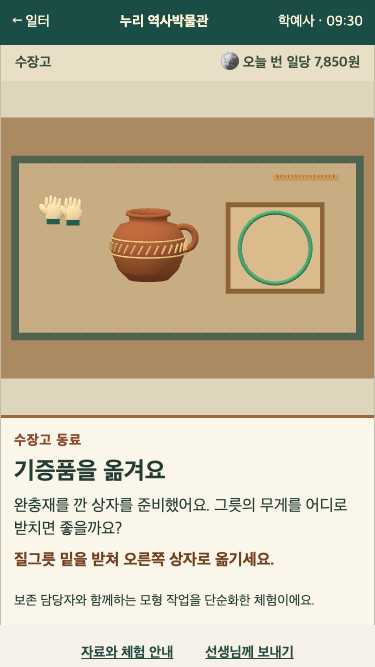 ← 일터 누리 역사박물관 학예사 · 09:30
수장고 오늘 번 일당 7,850원
수장고 동료
기증품을 옮겨요
완충재를 깐 상자를 준비했어요. 그릇의 무게를 어디로
받치면 좋을까요?
질그릇 밑을 받쳐 오른쪽 상자로 옮기세요.
보존 담당자와 함께하는 모형 작업을 단순화한 체험이에요.
자료와 체험 안내 선생님께 보내기